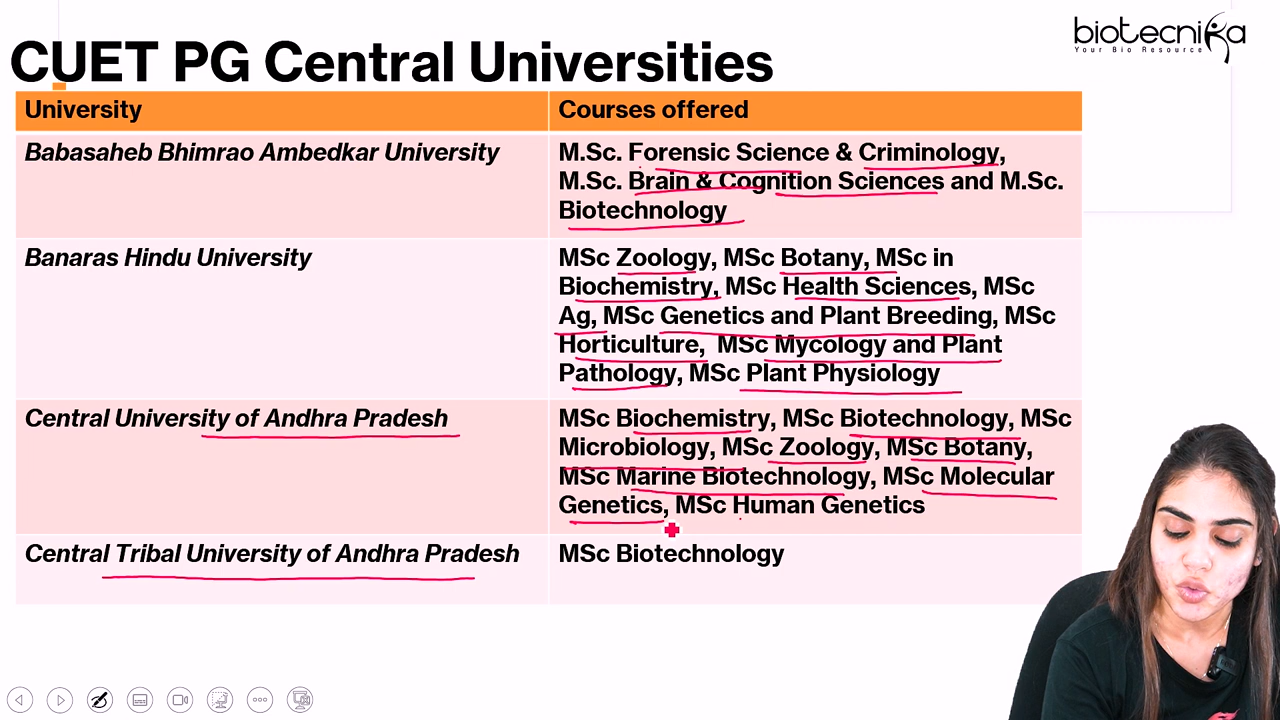 biotecnika
Your Bio Resource
CUET PG Central Universities
University
Courses offered
Babasaheb Bhimrao Ambedkar University
M.Sc. Forensic Science & Criminology,
M.Sc. Brain & Cognition Sciences and M.Sc.
Biotechnology
Banaras Hindu University
MSc Zoology, MSc Botany, MSc in
Biochemistry, MSc Health Sciences, MSc
Ag, MSc Genetics and Plant Breeding, MSc
Horticulture, MSc Mycology and Plant
Pathology, MSc Plant Physiology
Central University of Andhra Pradesh
MSc Biochemistry, MSc Biotechnology, MSc
Microbiology, MSc Zoology, MSc Botany,
MSc Marine Biotechnology, MSc Molecular
Genetics, MSc Human Genetics
Central Tribal University of Andhra Pradesh
MSc Biotechnology